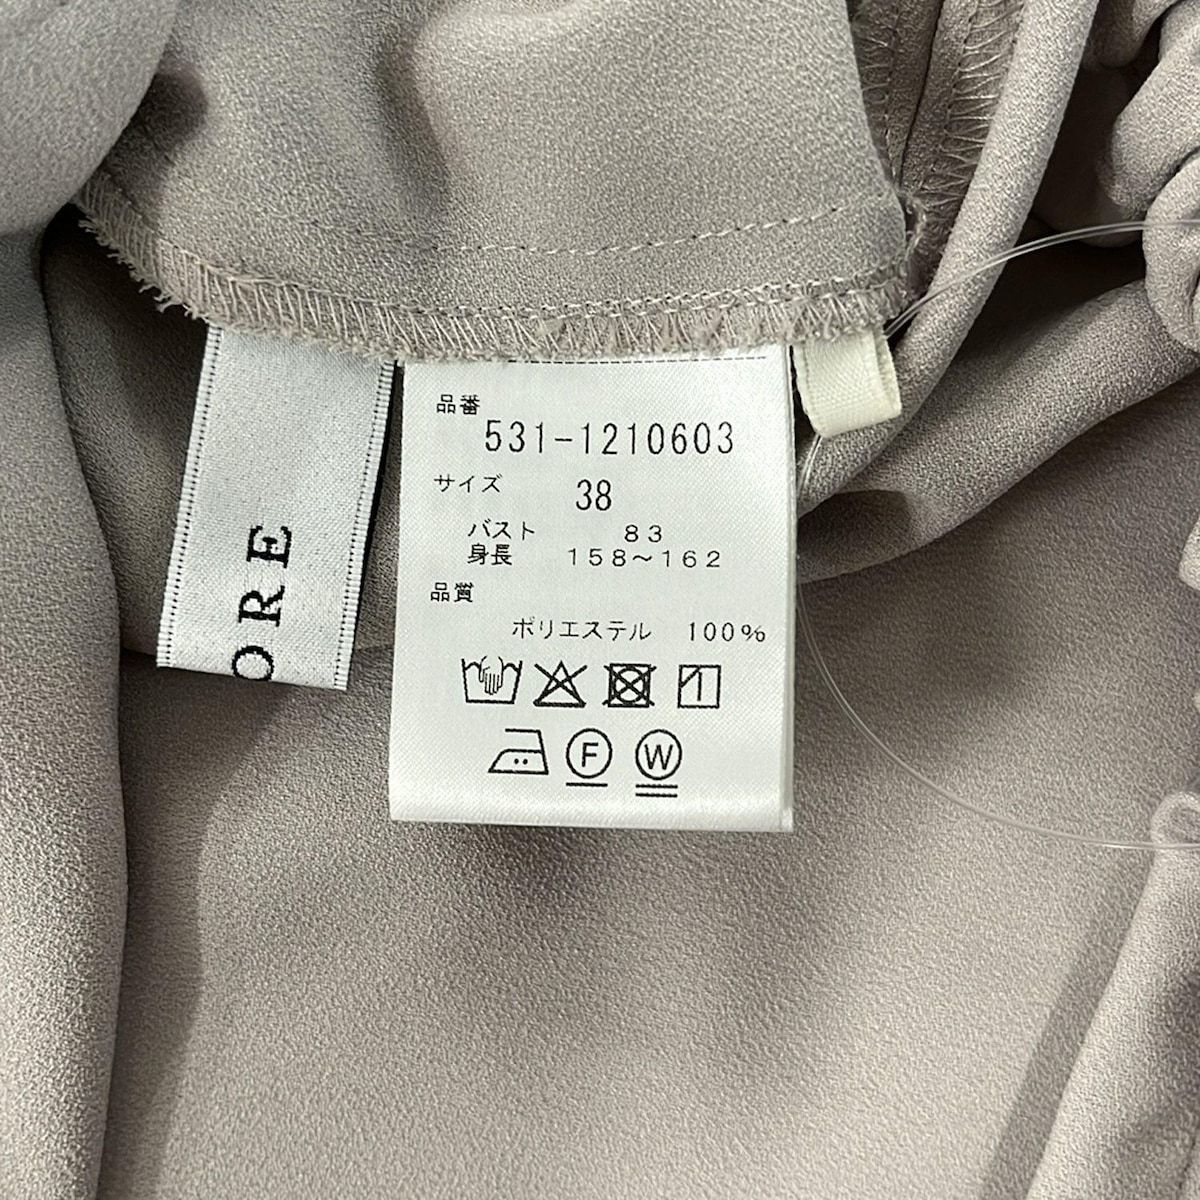 ORE
品番
531-1210603
サイズ 38
バスト 83
身長 158～162
品質
ポリエステル 100%
F W